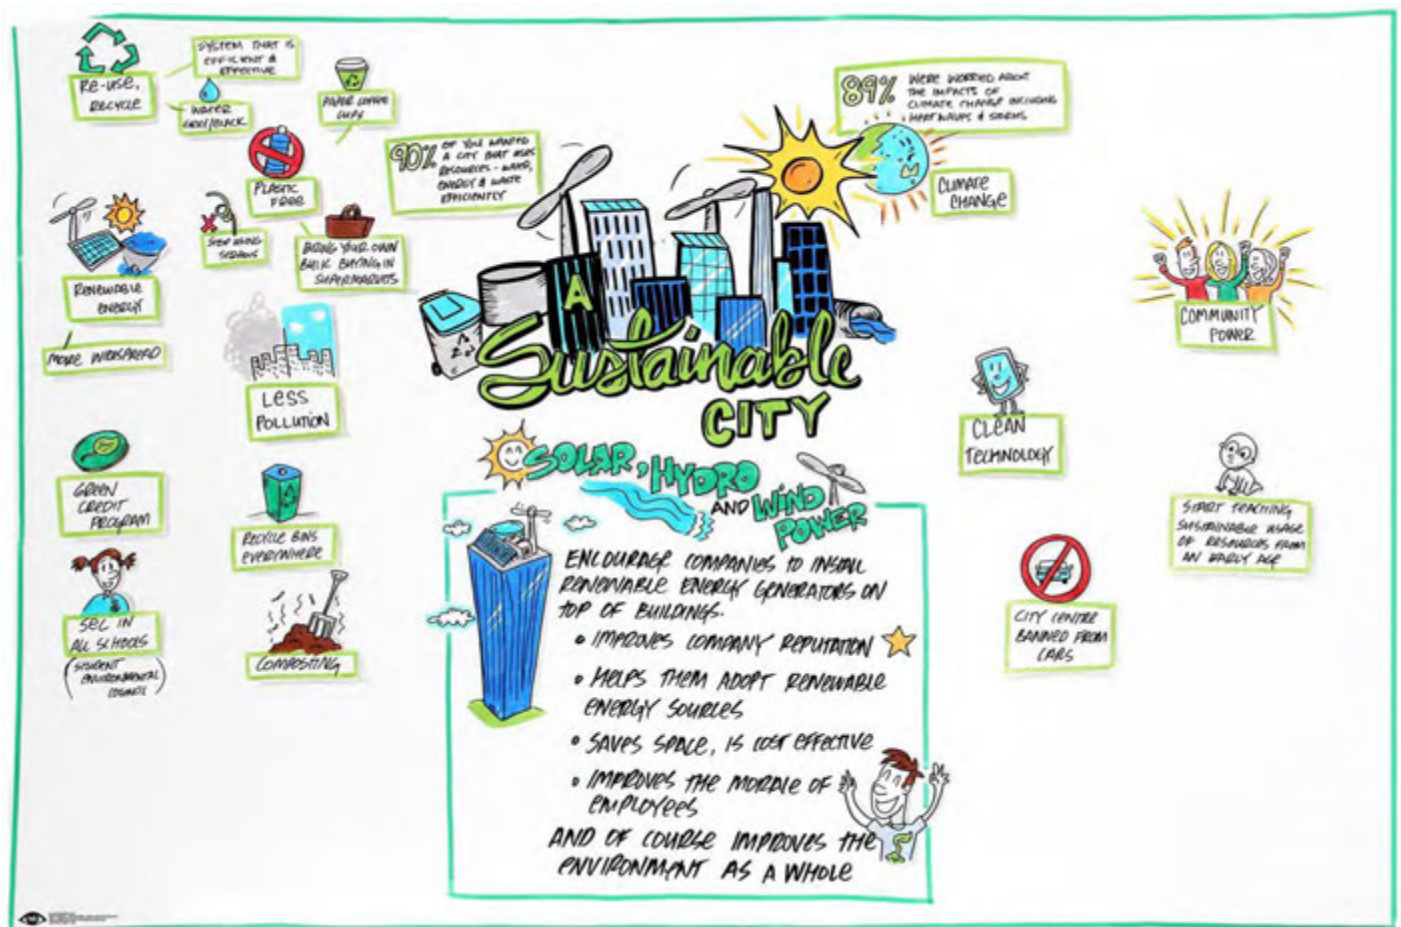 RE-USE,
RECYCLE
SYSTEM THAT IS
EFFICIENT &
EFFECTIVE
WATER
GREY/BLACK
PAPER COFFEE
CUPS
PLASTIC
FREE
STOP USING
STRAWS
BRING YOUR OWN
BULK BUYING IN
SUPERMARKETS
90% OF YOU WANTED
A CITY THAT USES
RESOURCES - WATER,
ENERGY & WASTE
EFFICIENTLY
89% WERE WORRIED ABOUT
THE IMPACTS OF
CLIMATE CHANGE INCLUDING
HEATWAVES & STORMS
CLIMATE
CHANGE
RENEWABLE
ENERGY
MORE WIDSPREAD
LESS
POLLUTION
GREEN
CREDIT
PROGRAM
RECYCLE BINS
EVERYWHERE
SEC IN
ALL SCHOOLS
(STUDENT
ENVIRONMENTAL
COUNCIL)
COMPOSTING
A
Sustainable
CITY
SOLAR, HYDRO
AND WIND
POWER
ENCOURAGE COMPANIES TO INSTALL
RENEWABLE ENERGY GENERATORS ON
TOP OF BUILDINGS.
• IMPROVES COMPANY REPUTATION
• HELPS THEM ADOPT RENEWABLE
ENERGY SOURCES
• SAVES SPACE, IS COST EFFECTIVE
• IMPROVES THE MORALE OF
EMPLOYEES
AND OF COURSE IMPROVES THE
ENVIRONMENT AS A WHOLE
COMMUNITY
POWER
CLEAN
TECHNOLOGY
START TEACHING
SUSTAINABLE USAGE
OF RESOURCES FROM
AN EARLY AGE
CITY CENTRE
BANNED FROM
CARS